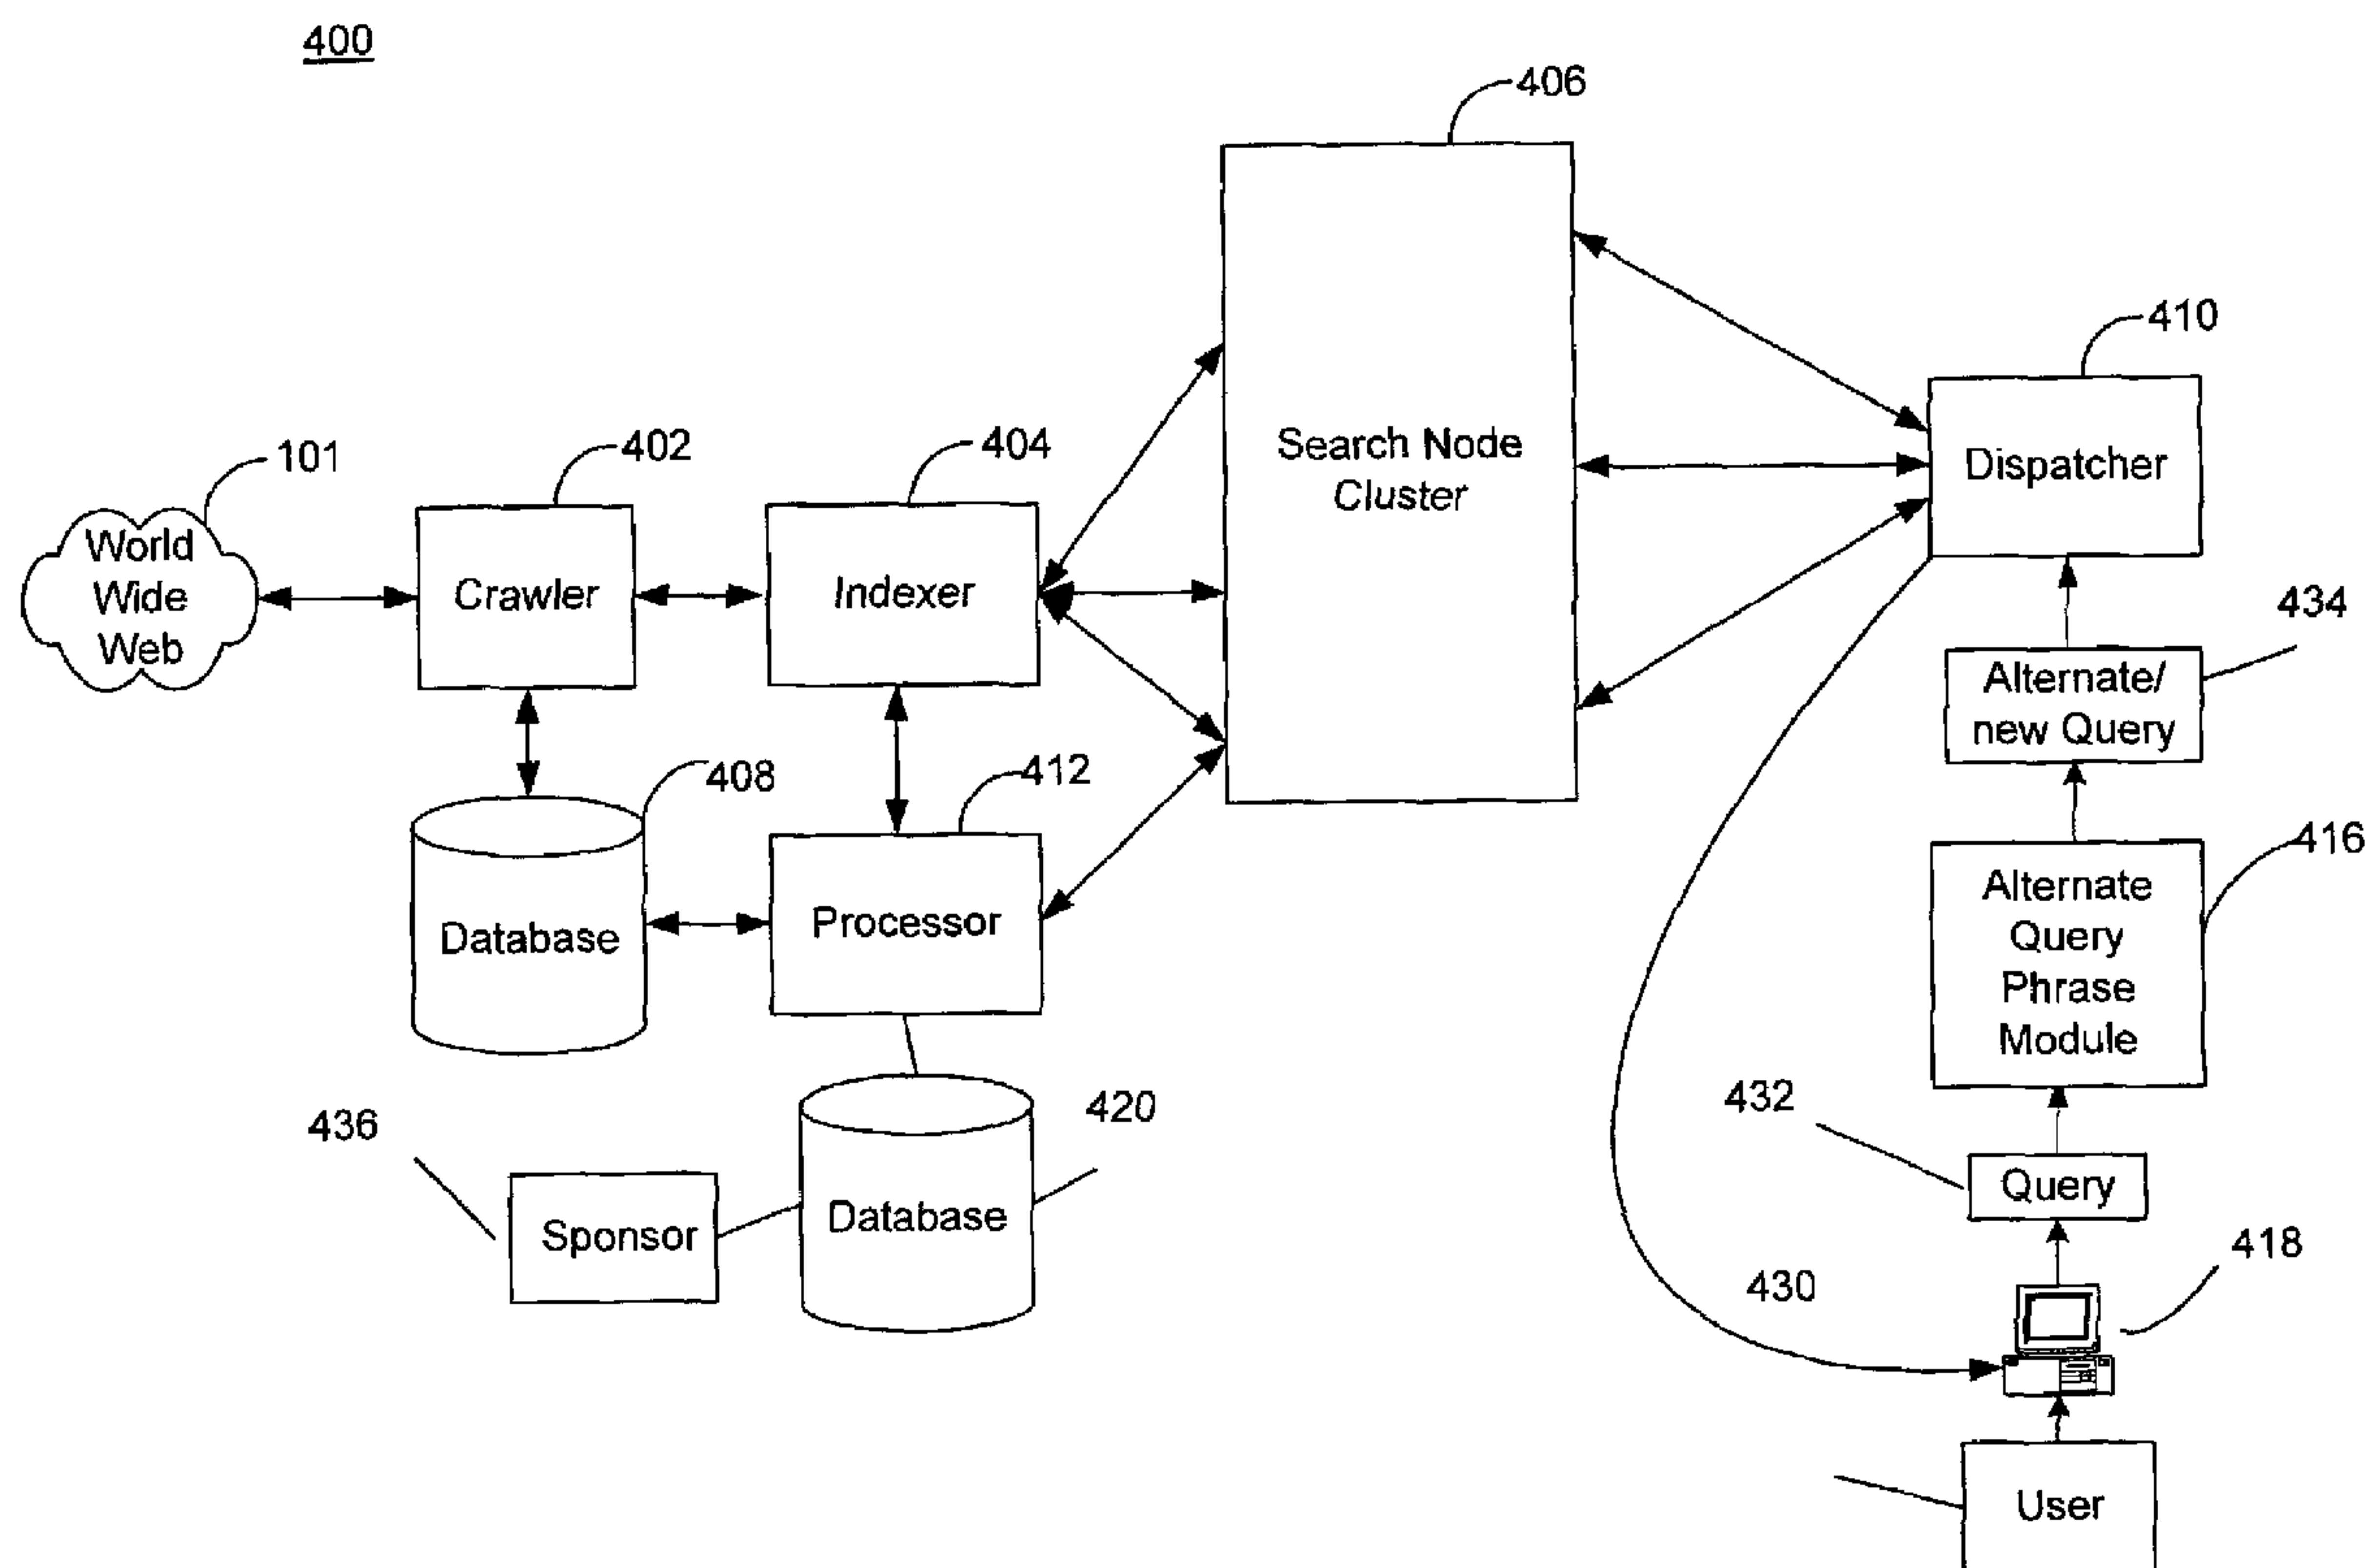 400
406
410
101
402
404
World
Wide
Web
Crawler
Indexer
Search Node
Cluster
Dispatcher
434
Alternate/
new Query
408
412
416
Database
Processor
Alternate
Query
Phrase
Module
436
420
432
Sponsor
Database
Query
418
430
User